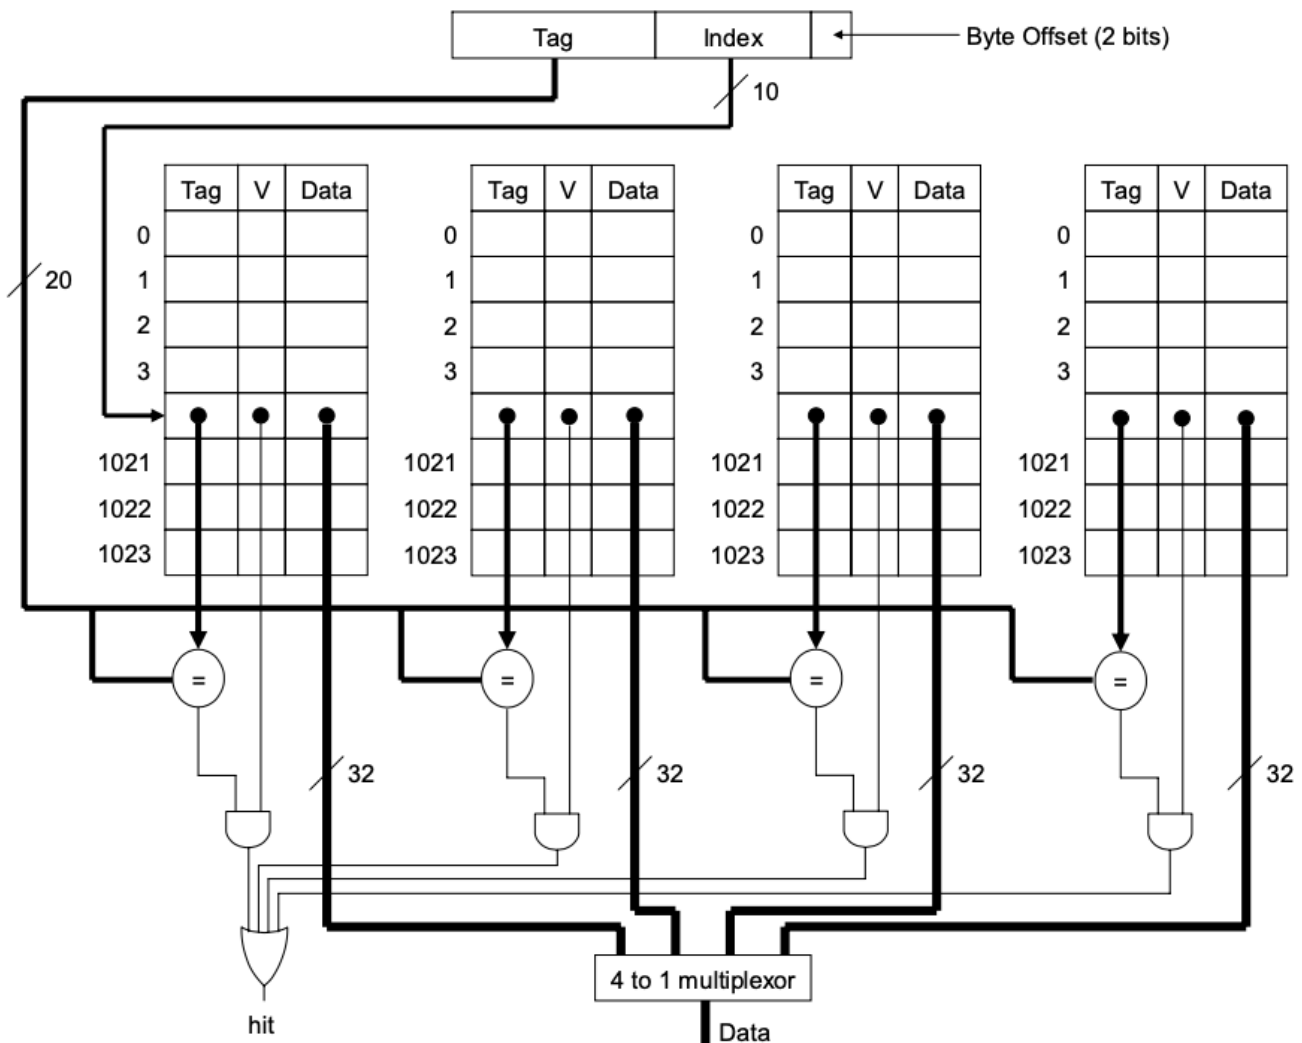 Tag Index Byte Offset (2 bits)
10
Tag V Data Tag V Data Tag V Data Tag V Data
0 0 0 0
20 1 1 1 1
2 2 2 2
3 3 3 3
1021 1021 1021 1021
1022 1022 1022 1022
1023 1023 1023 1023
= = = =
32 32 32 32
4 to 1 multiplexor
hit Data